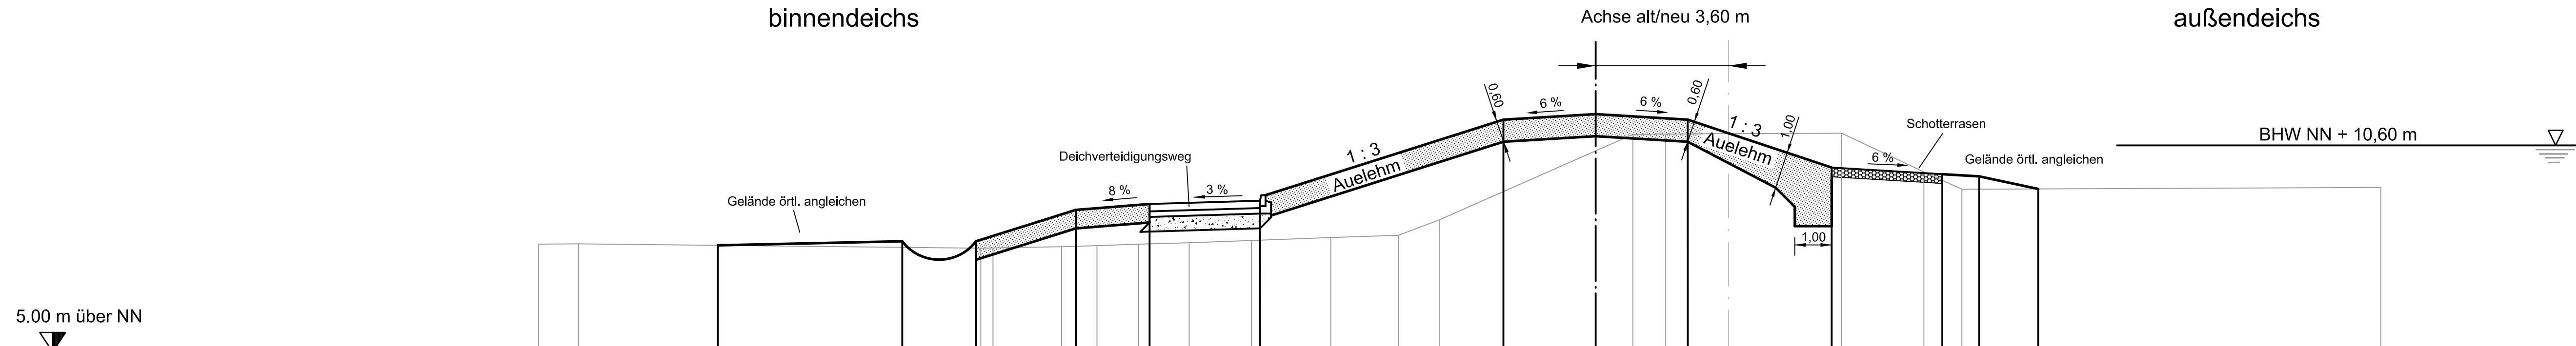 binnendeichs
Achse alt/neu 3,60 m
außendeichs
0,60
6 %
6 %
0,60
1 : 3
1,00
Schotterrasen
BHW NN + 10,60 m
Deichverteidigungsweg
1 : 3
Auelehm
Auelehm
6 %
Gelände örtl. angleichen
8 %
3 %
Gelände örtl. angleichen
1,00
5.00 m über NN